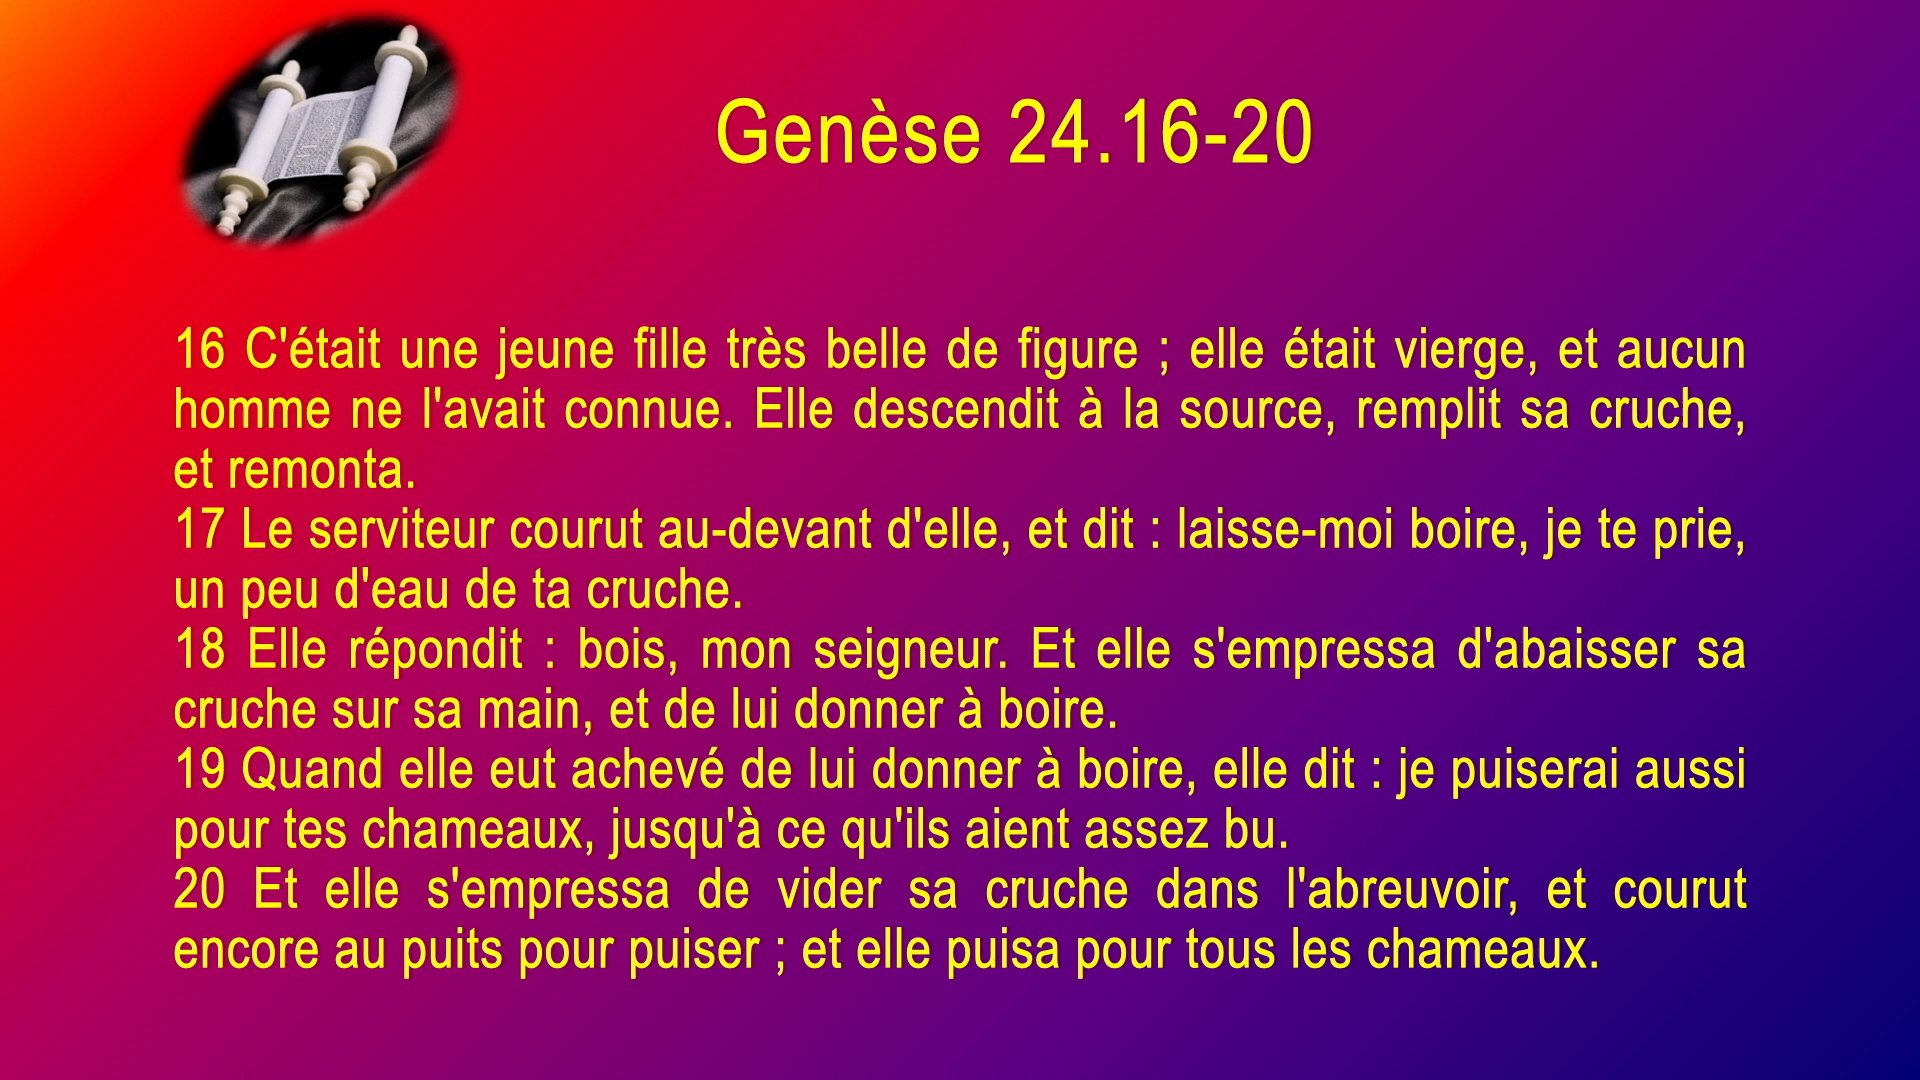 Genèse 24.16-20
16 C'était une jeune fille très belle de figure ; elle était vierge, et aucun
homme ne l'avait connue. Elle descendit à la source, remplit sa cruche,
et remonta.
17 Le serviteur courut au-devant d'elle, et dit : laisse-moi boire, je te prie,
un peu d'eau de ta cruche.
18 Elle répondit : bois, mon seigneur. Et elle s'empressa d'abaisser sa
cruche sur sa main, et de lui donner à boire.
19 Quand elle eut achevé de lui donner à boire, elle dit : je puiserai aussi
pour tes chameaux, jusqu'à ce qu'ils aient assez bu.
20 Et elle s'empressa de vider sa cruche dans l'abreuvoir, et courut
encore au puits pour puiser ; et elle puisa pour tous les chameaux.